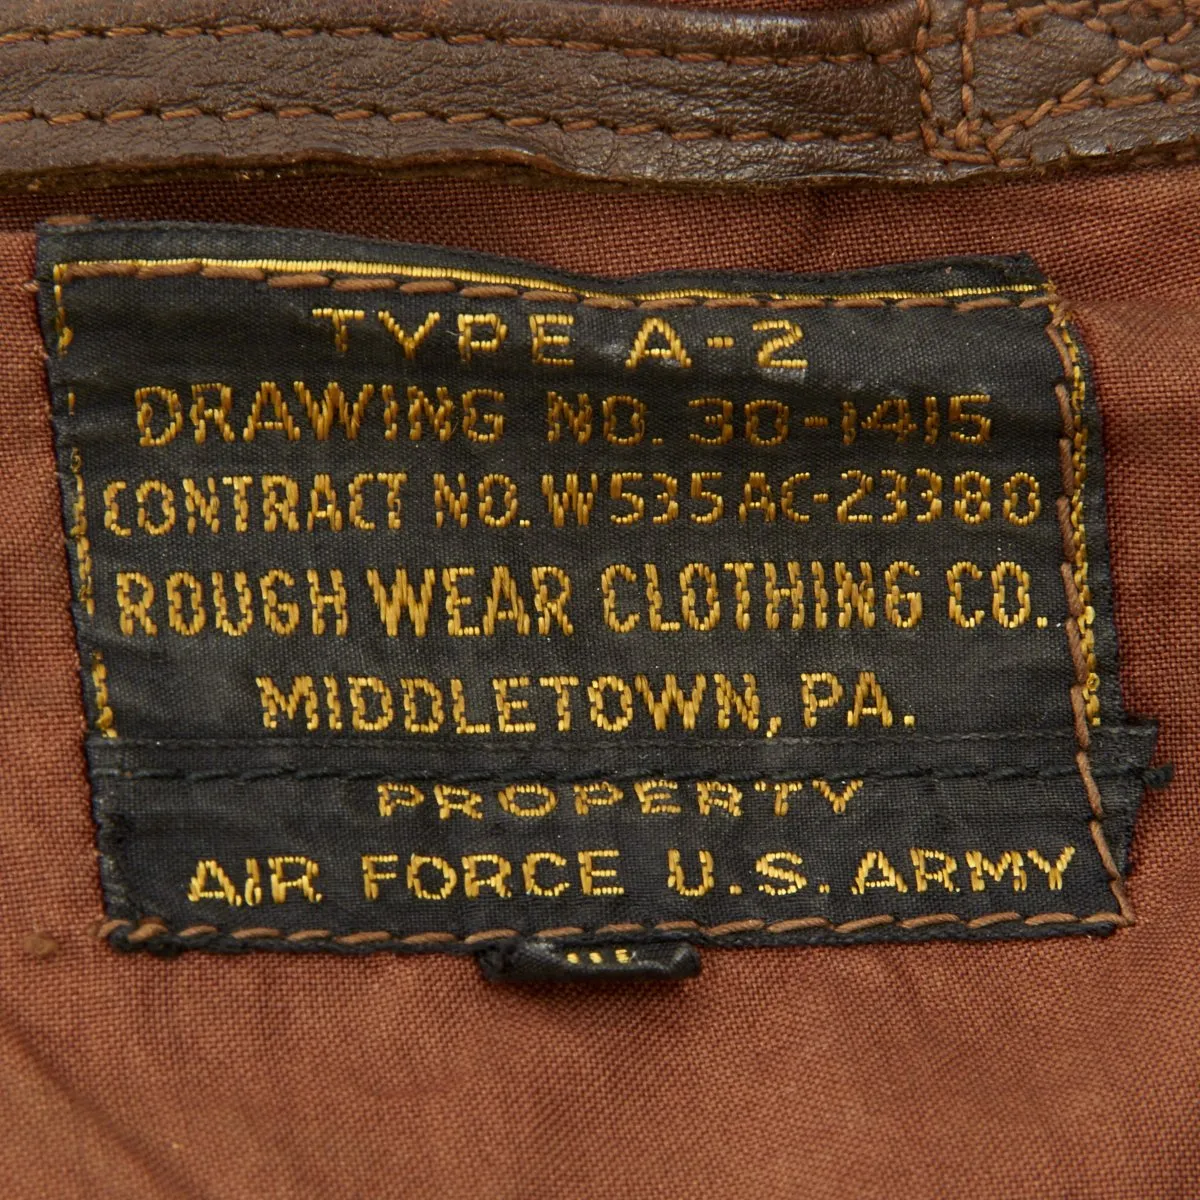 TYPE A-2
DRAWING NO. 30-1415
CONTRACT NO. W535AC-23380
ROUGH WEAR CLOTHING CO.
MIDDLETOWN, PA.
PROPERTY
AIR FORCE U.S. ARMY